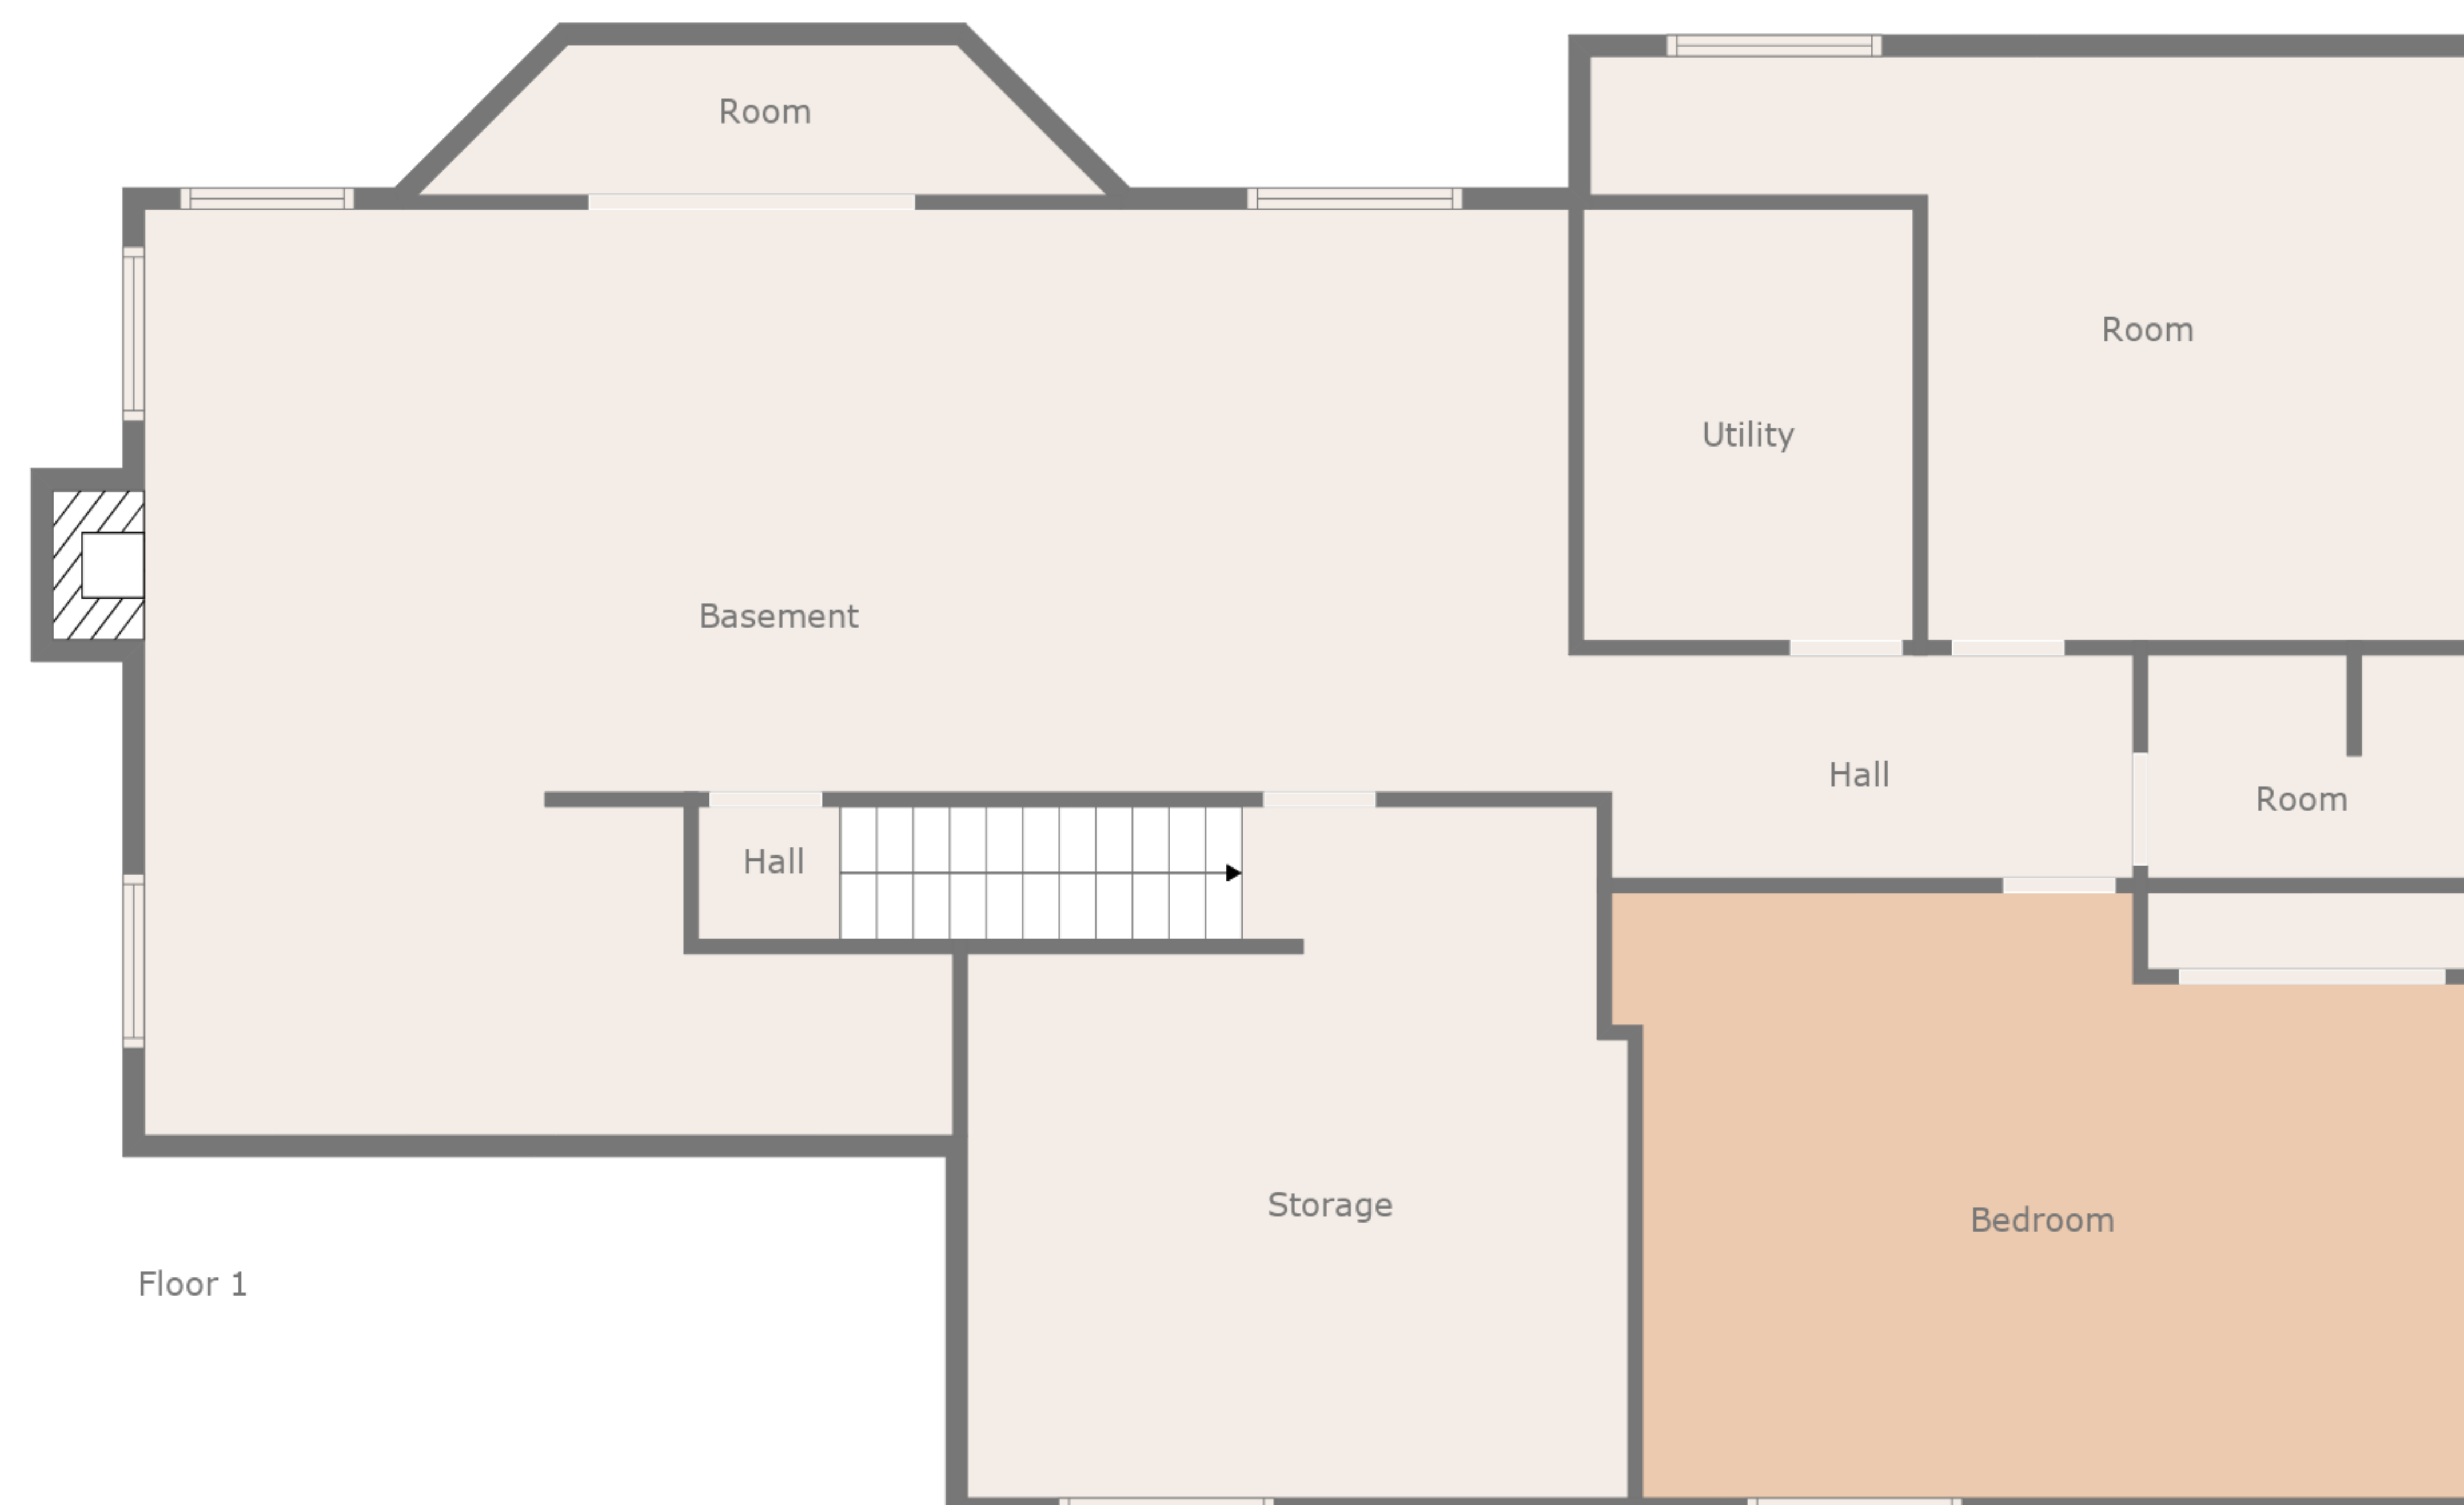 Room
Room
Utility
Basement
Hall
Room
Hall
Storage
Bedroom
Floor 1